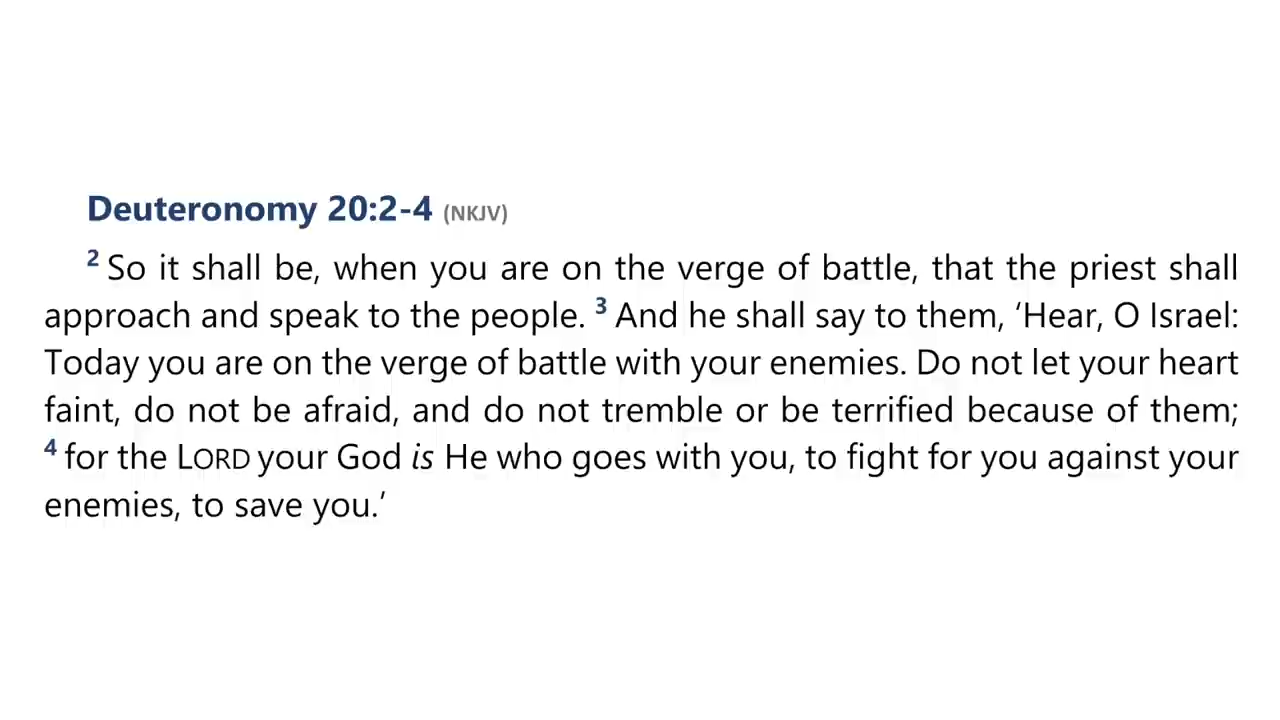 Deuteronomy 20:2-4 (NKJV)
2 So it shall be, when you are on the verge of battle, that the priest shall
approach and speak to the people. 3 And he shall say to them, ‘Hear, O Israel:
Today you are on the verge of battle with your enemies. Do not let your heart
faint, do not be afraid, and do not tremble or be terrified because of them;
4 for the LORD your God is He who goes with you, to fight for you against your
enemies, to save you.’